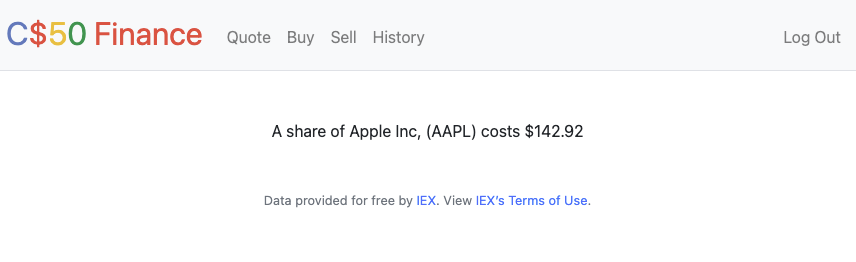 C$50 Finance Quote Buy Sell History Log Out
A share of Apple Inc, (AAPL) costs $142.92
Data provided for free by IEX. View IEX’s Terms of Use.